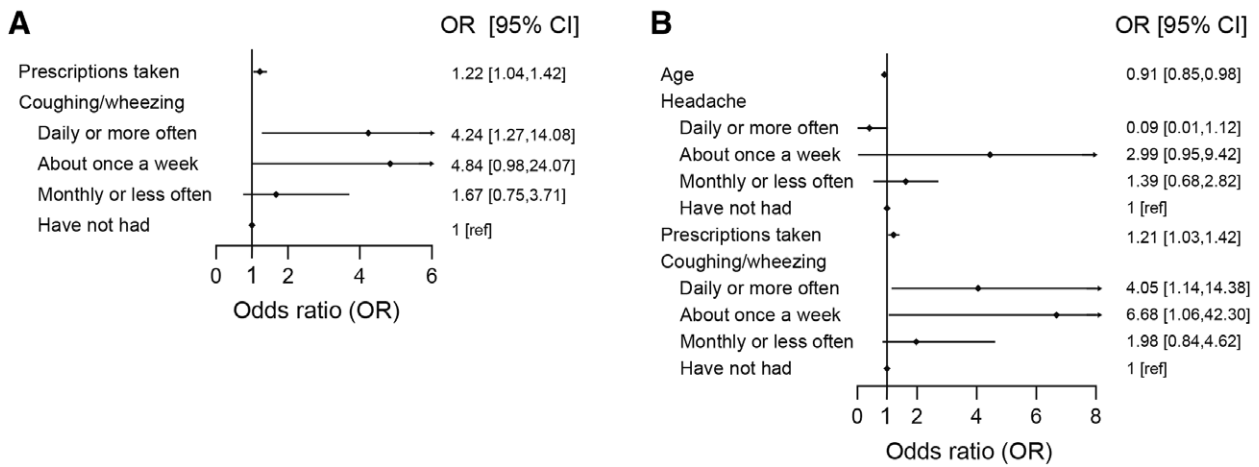 A
OR [95% CI]
Prescriptions taken 1.22 [1.04,1.42]
Coughing/wheezing
Daily or more often 4.24 [1.27,14.08]
About once a week 4.84 [0.98,24.07]
Monthly or less often 1.67 [0.75,3.71]
Have not had 1 [ref]
0 1 2 4 6
Odds ratio (OR)
B
OR [95% CI]
Age 0.91 [0.85,0.98]
Headache
Daily or more often 0.09 [0.01,1.12]
About once a week 2.99 [0.95,9.42]
Monthly or less often 1.39 [0.68,2.82]
Have not had 1 [ref]
Prescriptions taken 1.21 [1.03,1.42]
Coughing/wheezing
Daily or more often 4.05 [1.14,14.38]
About once a week 6.68 [1.06,42.30]
Monthly or less often 1.98 [0.84,4.62]
Have not had 1 [ref]
0 1 2 4 6 8
Odds ratio (OR)